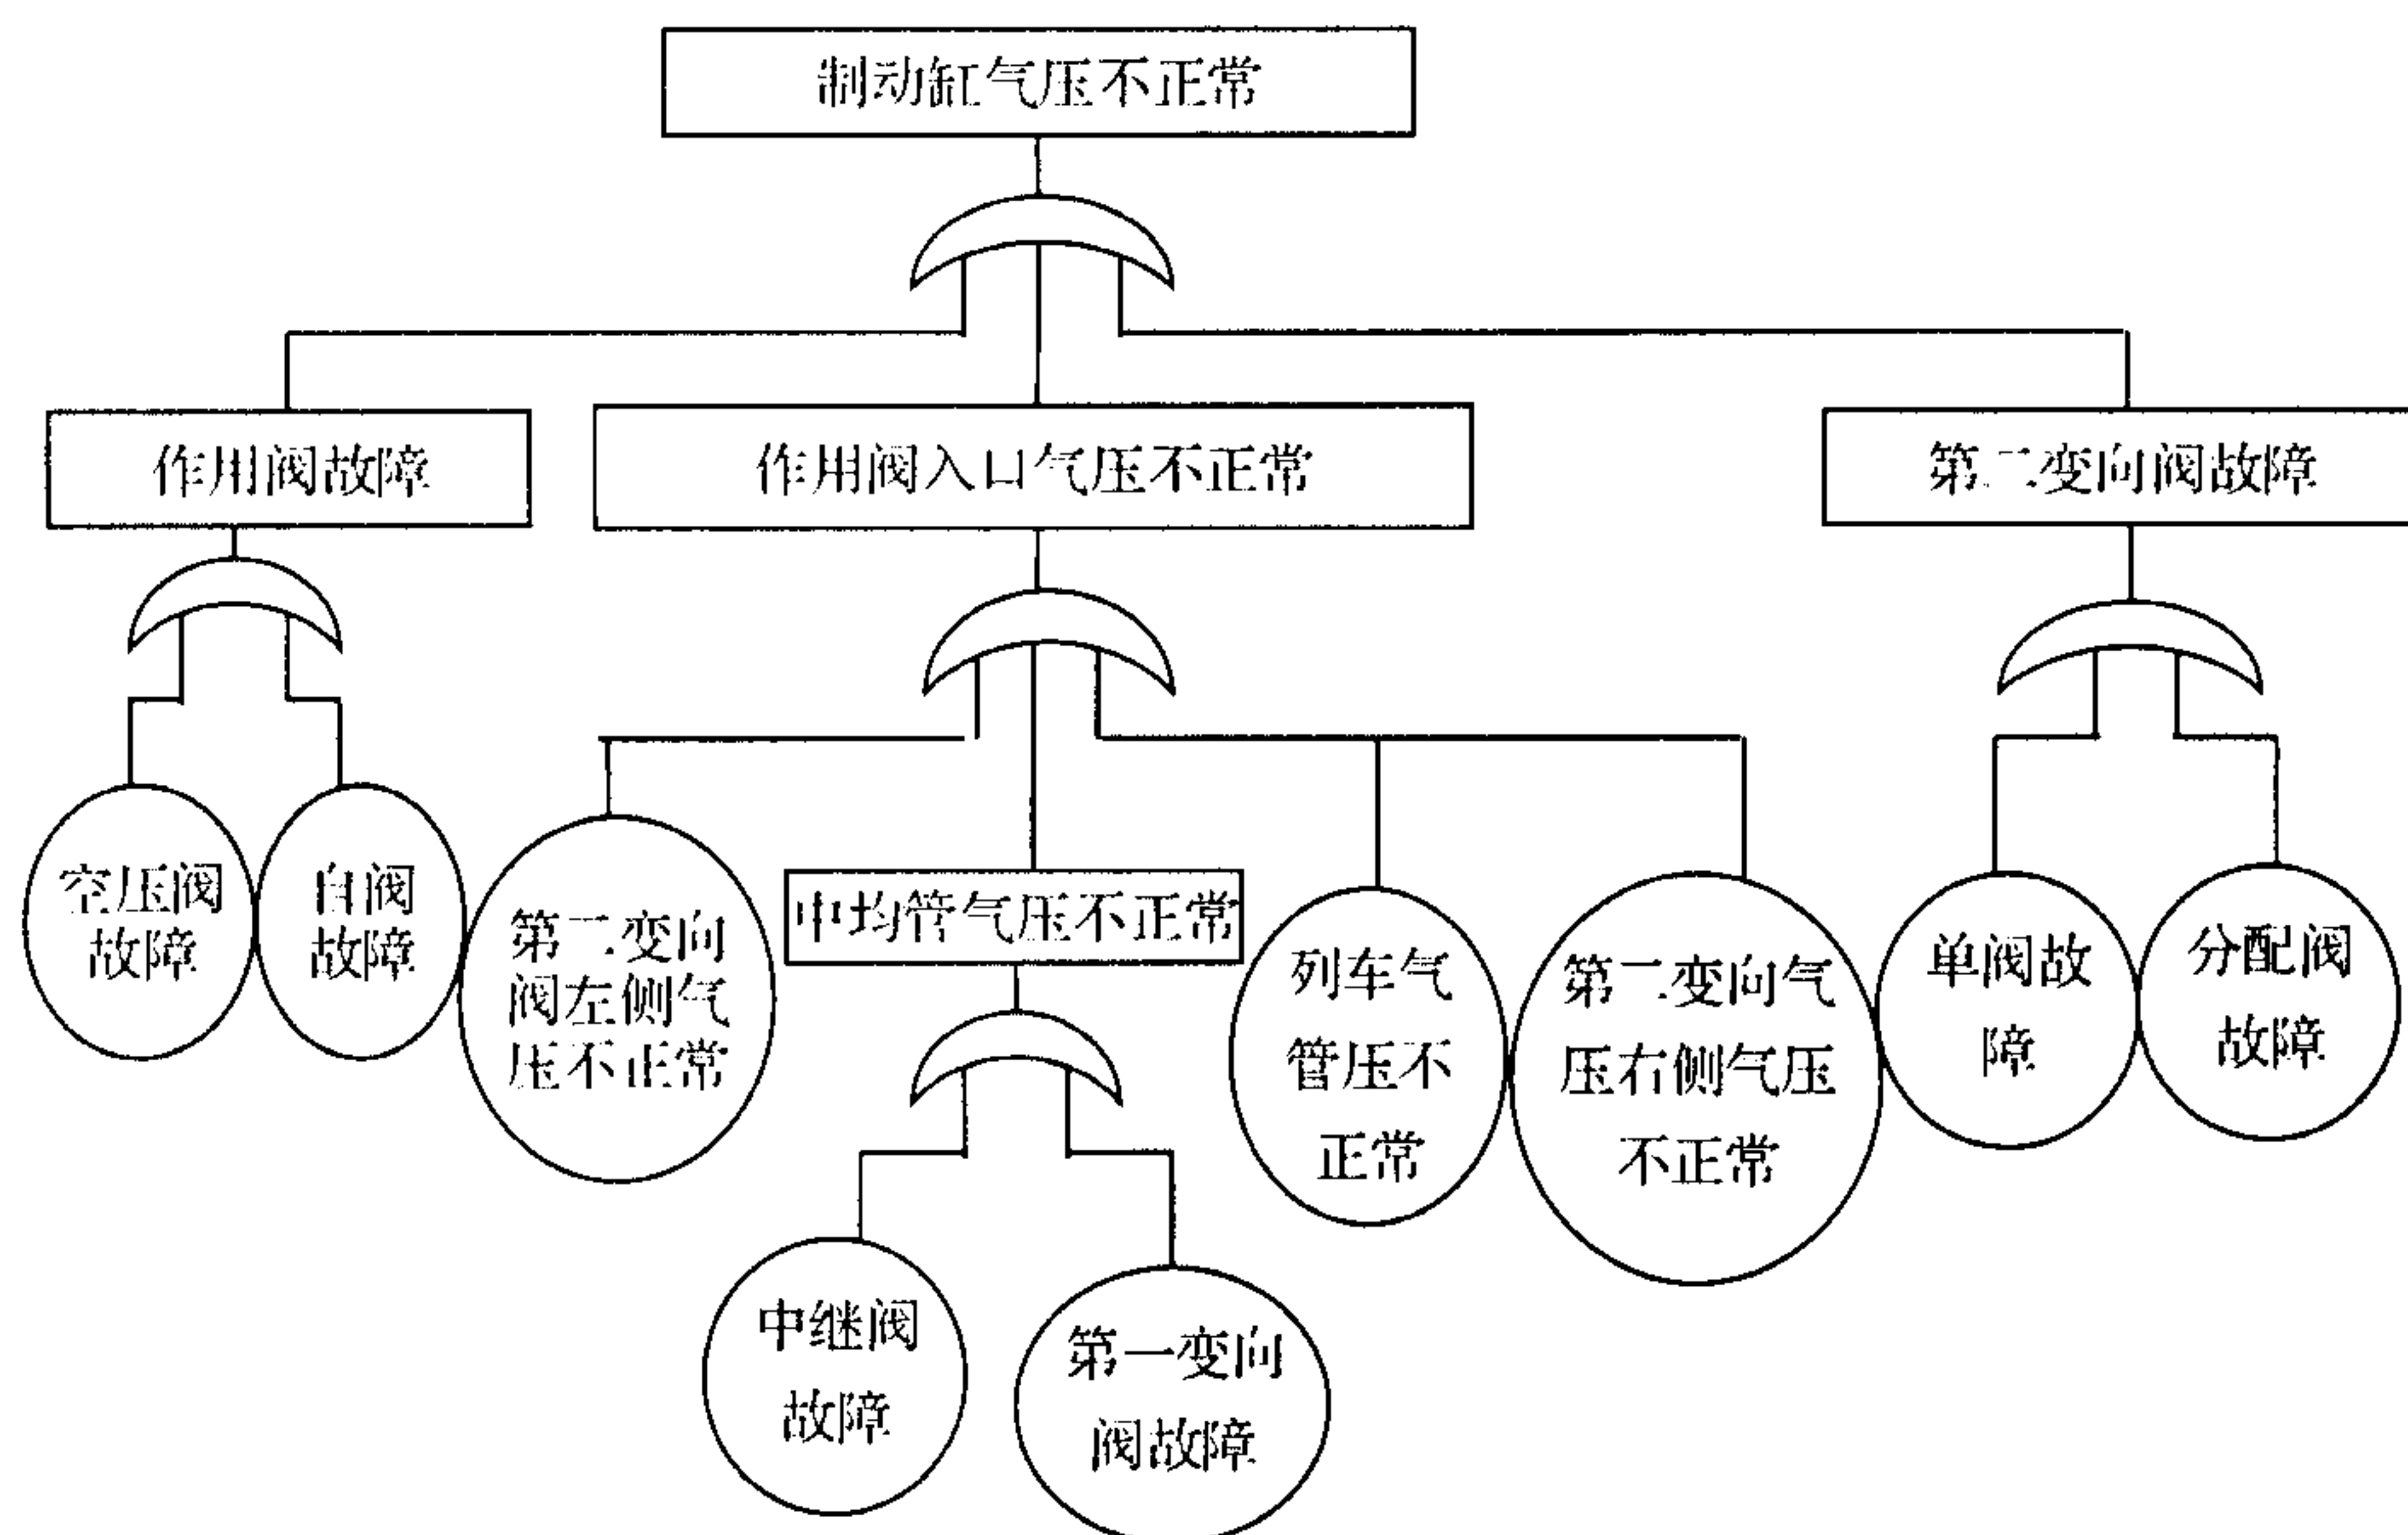 制动缸气压不正常
作用阀故障
作用阀入口气压不正常
第二变向阀故障
空压阀
故障
自阀
故障
第二变向
阀左侧气
压不正常
中均管气压不正常
列车气
管压不
正常
第二变向气
压右侧气压
不正常
单阀故
障
分配阀
故障
中继阀
故障
第一变向
阀故障